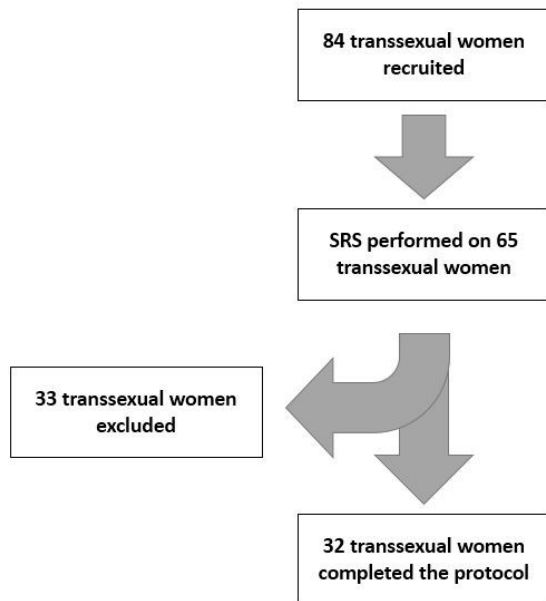 84 transsexual women
recruited
SRS performed on 65
transsexual women
33 transsexual women
excluded
32 transsexual women
completed the protocol